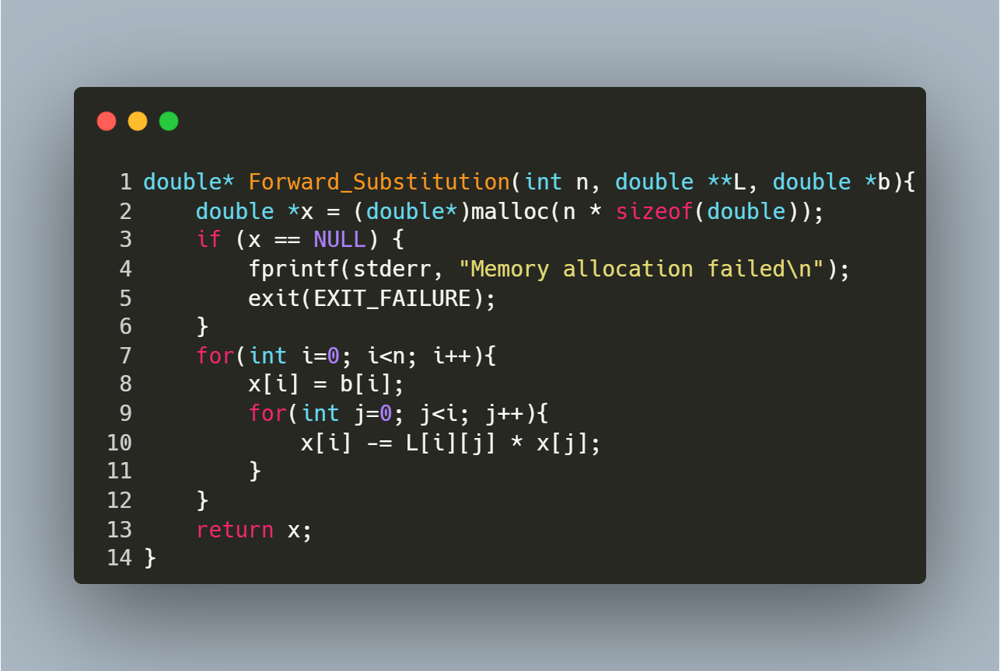 1 double* Forward_Substitution(int n, double **L, double *b){
2     double *x = (double*)malloc(n * sizeof(double));
3     if (x == NULL) {
4         fprintf(stderr, "Memory allocation failed\n");
5         exit(EXIT_FAILURE);
6     }
7     for(int i=0; i<n; i++){
8         x[i] = b[i];
9         for(int j=0; j<i; j++){
10             x[i] -= L[i][j] * x[j];
11         }
12     }
13     return x;
14 }